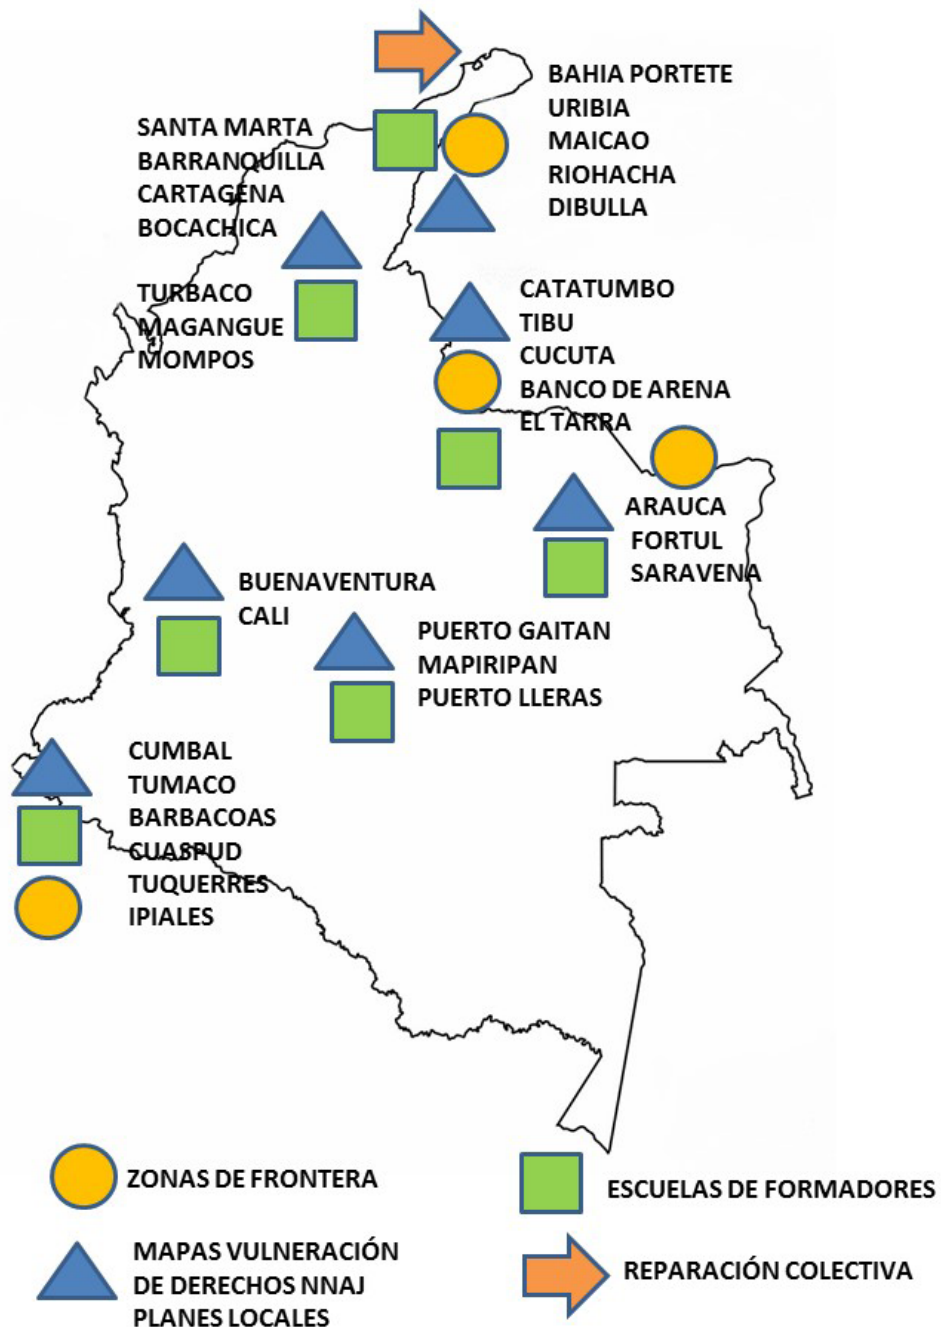 BAHIA PORTETE
URIBIA
MAICAO
RIOHACHA
DIBULLA
SANTA MARTA
BARRANQUILLA
CARTAGENA
BOCACHICA
TURBACO
MAGANGUE
MOMPOS
CATATUMBO
TIBU
CUCUTA
BANCO DE ARENA
EL TARRA
ARAUCA
FORTUL
SARAVENA
BUENAVENTURA
CALI
PUERTO GAITAN
MAPIRIPAN
PUERTO LLERAS
CUMBAL
TUMACO
BARBACOAS
CUASPUD
TUQUERRES
IPIALES
ZONAS DE FRONTERA
ESCUELAS DE FORMADORES
MAPAS VULNERACIÓN
DE DERECHOS NNAJ
PLANES LOCALES
REPARACIÓN COLECTIVA